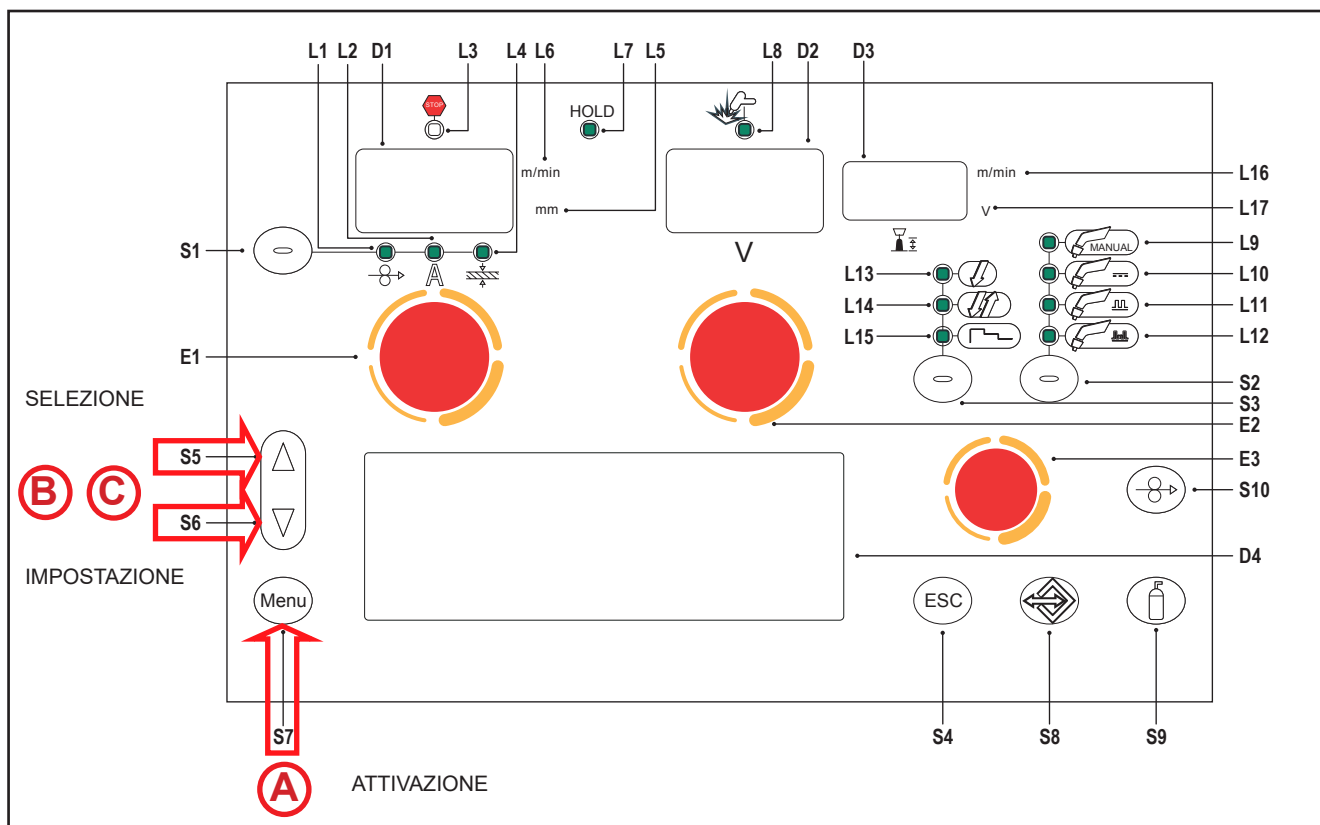 L1 L2 D1 L3 L4 L6 L5 L7 L8 D2 D3
STOP
HOLD
m/min
m/min
L16
mm
V
L17
S1
A
V
MANUAL
L9
L13
L10
L14
L11
L15
L12
E1
S2
S3
E2
SELEZIONE
S5
E3
B C
S10
S6
D4
IMPOSTAZIONE
Menu
ESC
S7
S4
S8
S9
A
ATTIVAZIONE